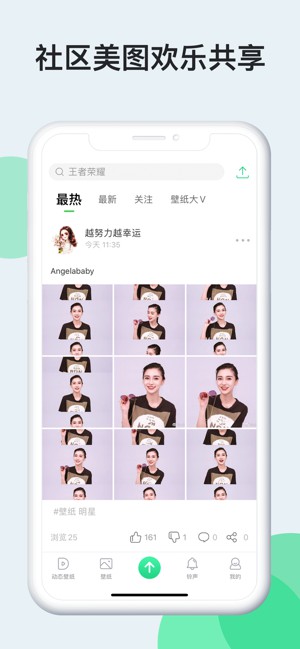 社区美图欢乐共享
王者荣耀
最热 最新 关注 壁纸大V
越努力越幸运
今天 11:35
Angelababy
#壁纸 明星
浏览25 161 1 0 0
动态壁纸 壁纸 铃声 我的